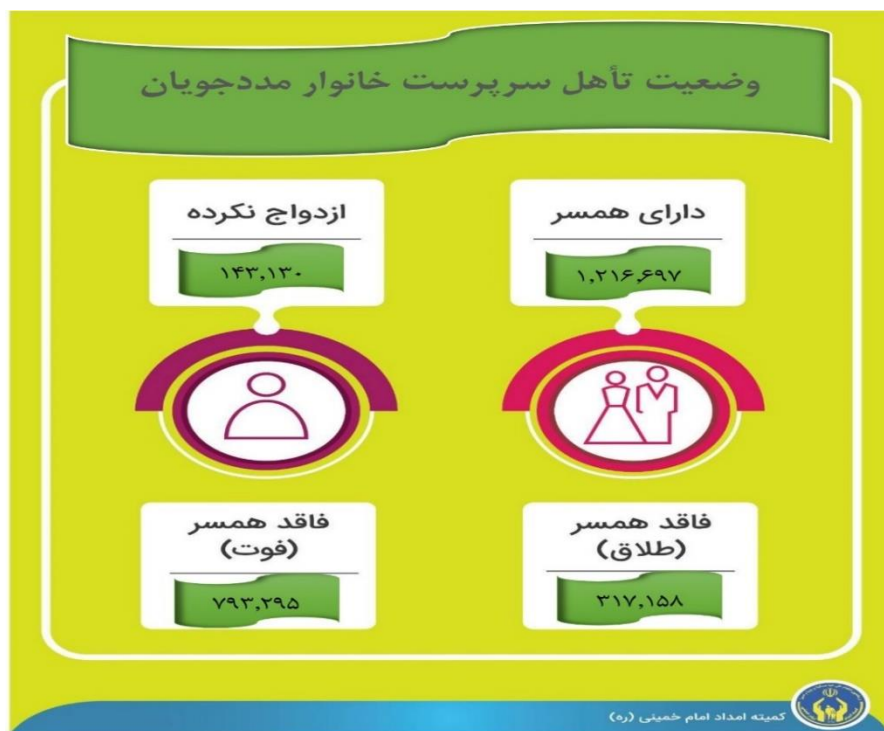 وضعیت تأهل سرپرست خانوار مددجویان
دارای همسر
۱,۲۱۶,۶۹۷
ازدواج نکرده
۱۴۳,۱۳۰
فاقد همسر
(طلاق)
۳۱۷,۱۵۸
فاقد همسر
(فوت)
۷۹۳,۲۹۵
کمیته امداد امام خمینی (ره)